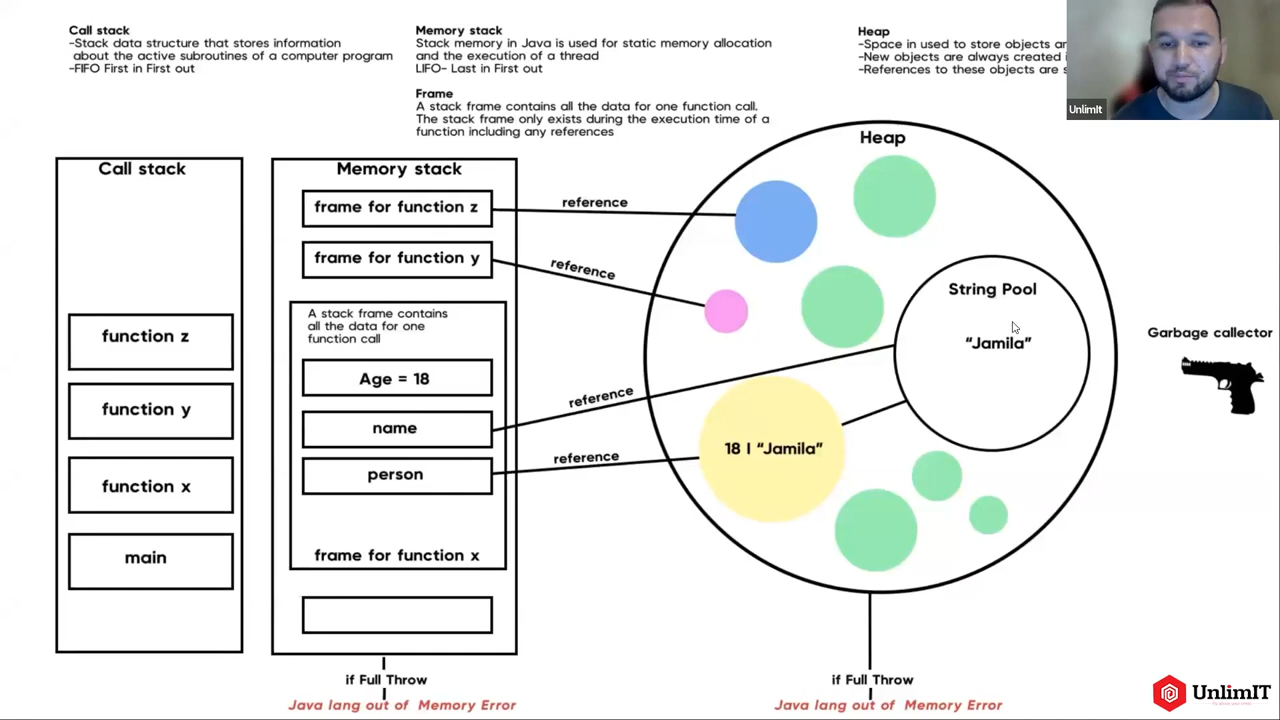 Call stack
-Stack data structure that stores information
about the active subroutines of a computer program
-FIFO First in First out
Memory stack
Stack memory in Java is used for static memory allocation
and the execution of a thread
LIFO- Last in First out
Frame
A stack frame contains all the data for one function call.
The stack frame only exists during the execution time of a
function including any references
Heap
-Space in used to store objects
-New objects are always created
-References to these objects are
UnlimIt
Call stack
function z
function y
function x
main
Memory stack
frame for function z
frame for function y
A stack frame contains
all the data for one
function call
Age = 18
name
person
frame for function x
if Full Throw
Java lang out of Memory Error
reference
reference
reference
reference
Heap
String Pool
“Jamila”
18 | “Jamila”
if Full Throw
Java lang out of Memory Error
Garbage callector
UnlimIT